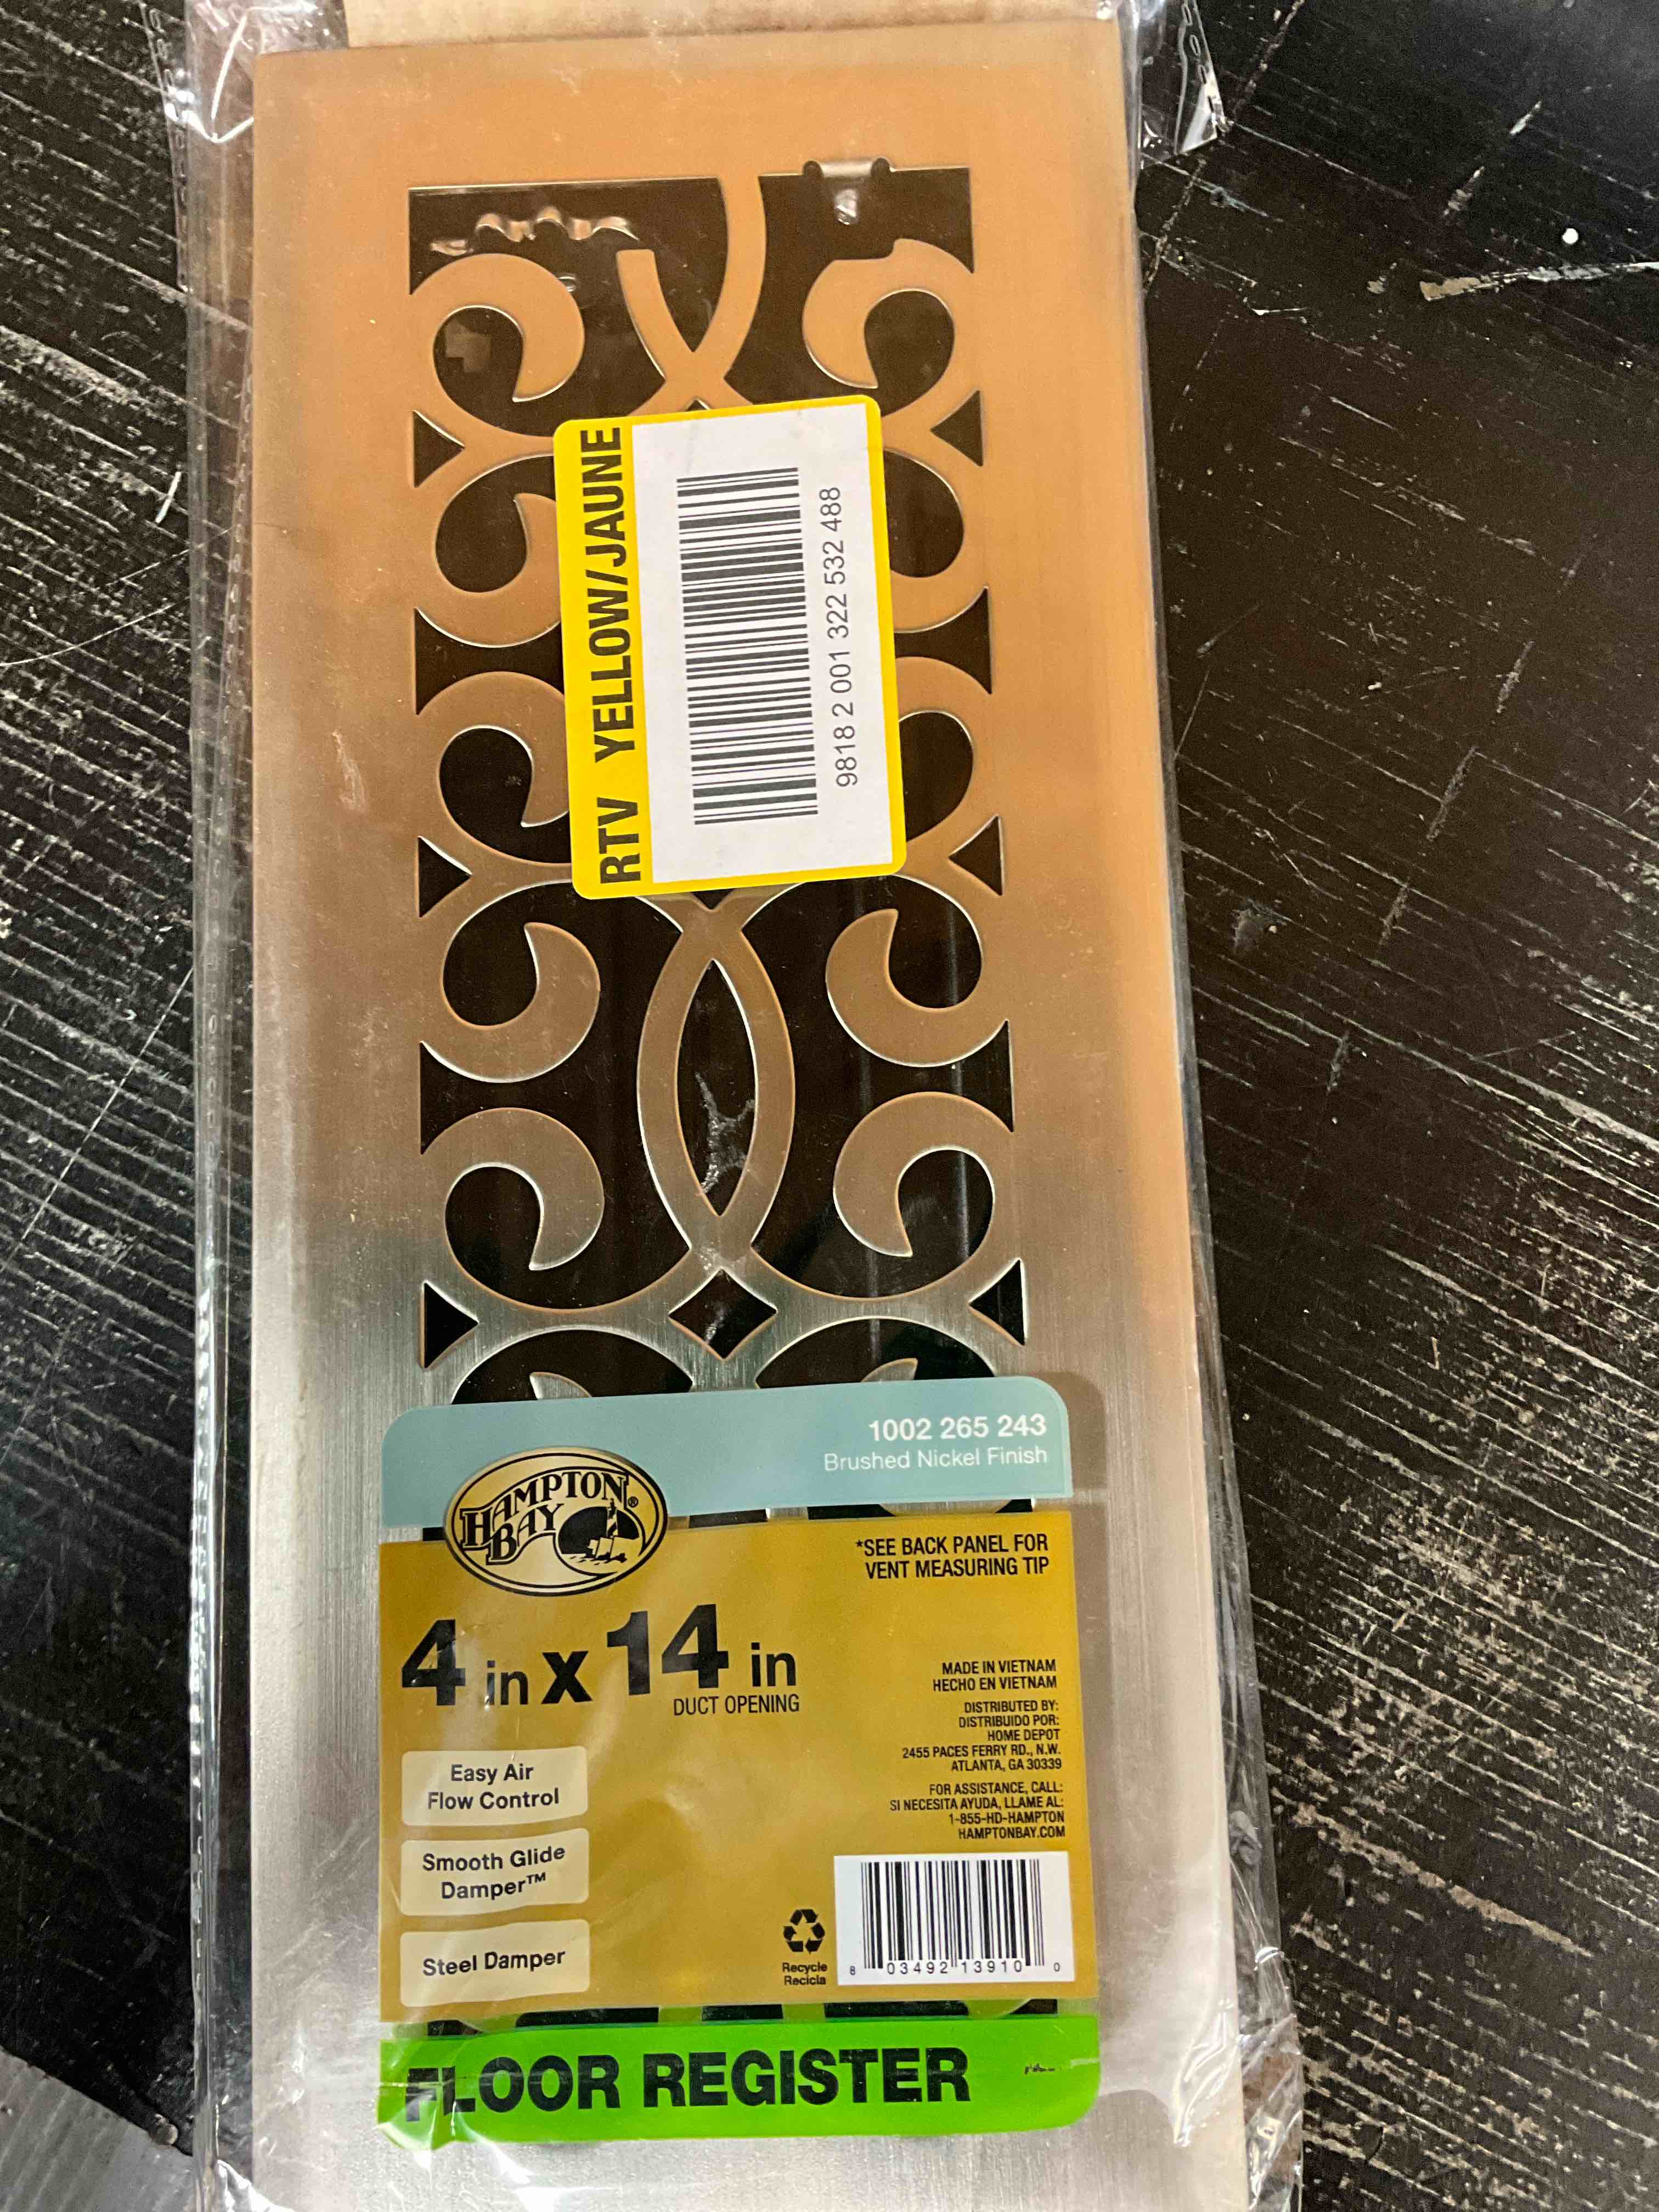 RTV YELLOW/JAUNE
9818 2 001 322 532 488
1002 265 243
Brushed Nickel Finish
HAMPTON
BAY®
*SEE BACK PANEL FOR
VENT MEASURING TIP
4 in x 14 in
DUCT OPENING
MADE IN VIETNAM
HECHO EN VIETNAM
DISTRIBUTED BY:
DISTRIBUIDO POR:
HOME DEPOT
2455 PACES FERRY RD., N.W.
ATLANTA, GA 30339
FOR ASSISTANCE, CALL:
SI NECESITA AYUDA, LLAME AL:
1-855-HD-HAMPTON
HAMPTONBAY.COM
Easy Air
Flow Control
Smooth Glide
Damper™
Steel Damper
Recycle
Recicla
8 03492 13910 0
FLOOR REGISTER